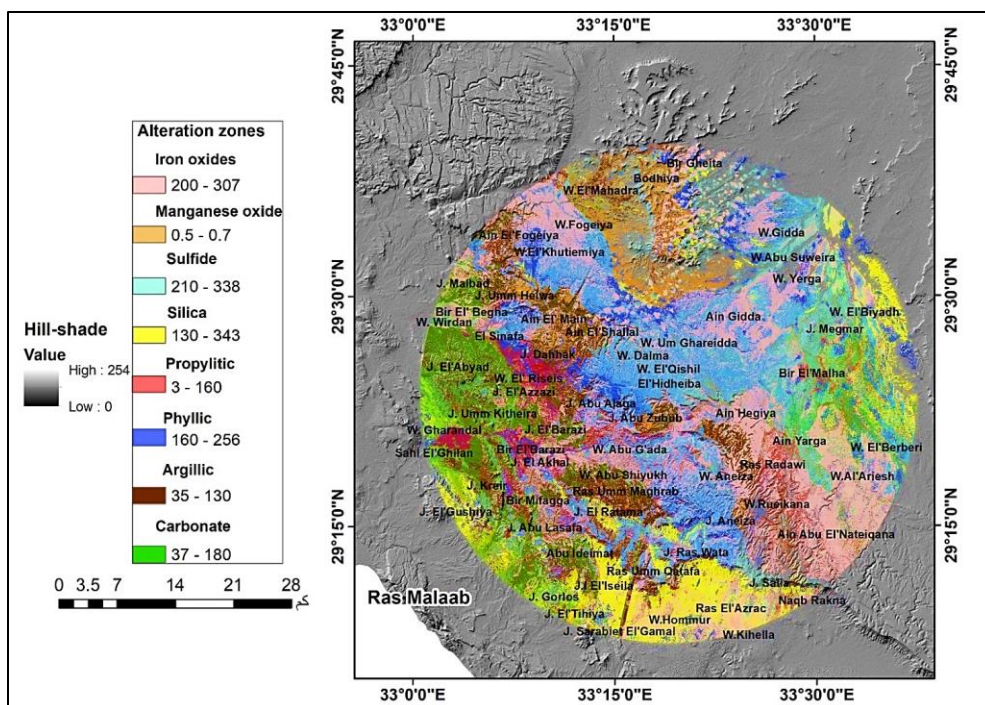 33°0'0"E 33°15'0"E 33°30'0"E
29°45'0"N 29°45'0"N
Alteration zones
Iron oxides
200 - 307
Manganese oxide
0.5 - 0.7
Sulfide
210 - 338
Silica
130 - 343
Propylitic
3 - 160
Phyllic
160 - 256
Argillic
35 - 130
Carbonate
37 - 180
Hill-shade
Value
High : 254
Low : 0
0 3.5 7 14 21 28
Bir Gheita
Bodhiya
W.El'Mahadra
W.Fogeiya
W.Gidda
Ain El'Fogeiya
W.El'Khutiemiya
W.Abu Suweira
W. Yerga
29°30'0"N 29°30'0"N
J. Malbad
J. Umm Helwa
Bir El' Begha
Ain El' Main
Ain Gidda
W. El'Biyadh
W. Wirdan
El Sinafa
Ain El'Shallal
J. Megmar
W. Um Ghareidda
J. Dahhak
W. Dalma
J. El'Abyad
W. El' Riseis
W. El'Qishil
Bir El'Malha
J. El'Azzazi
El'Hidheiba
J. Abu Alaga
J. Umm Kitheira
J. Abu Zubub
Ain Hegiya
W. Gharandal
J. El'Barazi
Ain Yarga
Sahl El'Ghilan
Bir El'Barazi
W. Abu G'ada
W. El'Berberi
J. El Akhal
Ras Radawi
W. Abu Shiyukh
W. Aneiza
W.Al'Ariesh
J. Kreir
Ras Umm Maghrab
Bir Mifagga
W.Rueikana
J. El'Gushiya
J. El Ratama
29°15'0"N 29°15'0"N
J. Abu Lasafa
J. Aneiza
Ain Abu El'Nateiqana
Abu Ideimat
J. Ras Wata
Ras Umm Qatafa
Ras Malaab
J. El'Iseila
J. Salla
J. Gorlos
Naqb Rakna
J. El'Tihiya
Ras El'Azrac
W.Hommur
J. Sarabiet El'Gamal
W.Kihella
33°0'0"E 33°15'0"E 33°30'0"E